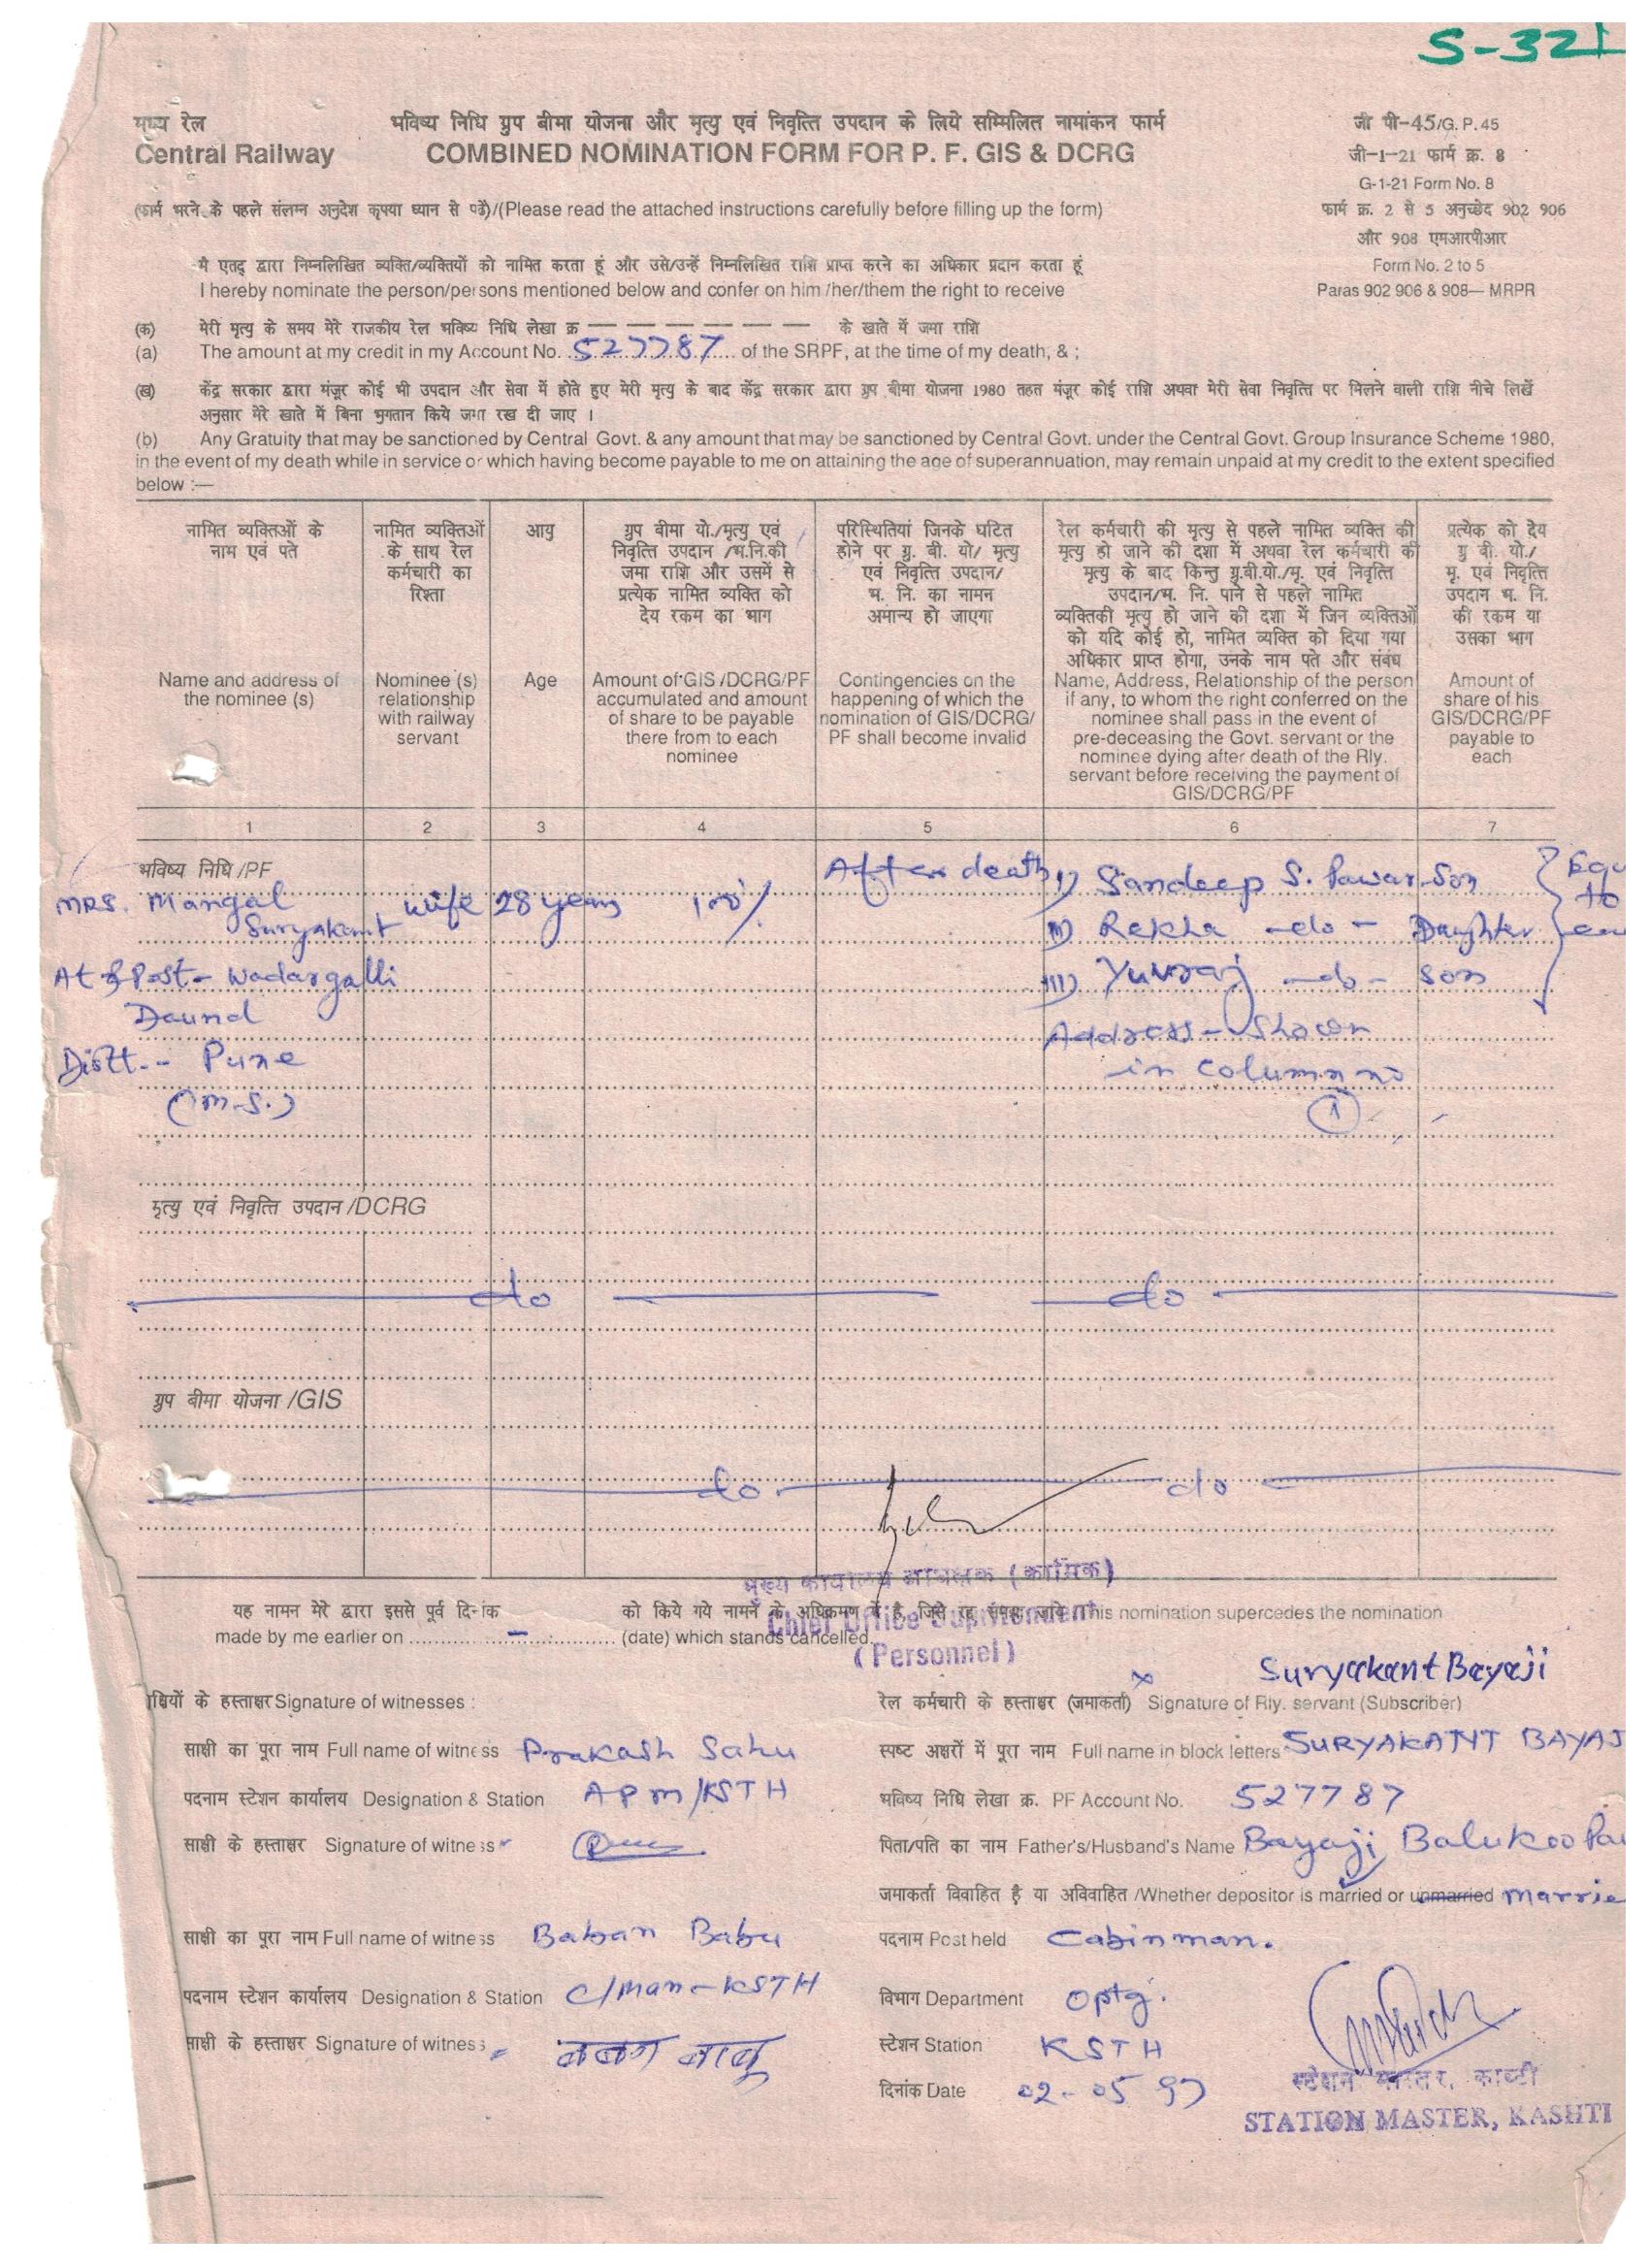 S-321
मध्य रेल
Central Railway
भविष्य निधि ग्रुप बीमा योजना और मृत्यु एवं निवृत्ति उपदान के लिये सम्मिलित नामांकन फार्म
COMBINED NOMINATION FORM FOR P. F. GIS & DCRG
जी पी-45/G. P. 45
जी-1-21 फार्म क्र. 8
G-1-21 Form No. 8
फार्म क्र. 2 से 5 अनुच्छेद 902 906
और 908 एमआरपीआर
Form No. 2 to 5
Paras 902 906 & 908— MRPR
(फार्म भरने के पहले संलग्न अनुदेश कृपया ध्यान से पढें)/(Please read the attached instructions carefully before filling up the form)
मै एतद् द्वारा निम्नलिखित व्यक्ति/व्यक्तियों को नामित करता हूं और उसे/उन्हें निम्नलिखित राशि प्राप्त करने का अधिकार प्रदान करता हूं
I hereby nominate the person/persons mentioned below and confer on him /her/them the right to receive
(क) मेरी मृत्यु के समय मेरे राजकीय रेल भविष्य निधि लेखा क्र — — — — — — — के खाते में जमा राशि
(a) The amount at my credit in my Account No. 527787 of the SRPF, at the time of my death, & ;
(ख) केंद्र सरकार द्वारा मंजूर कोई भी उपदान और सेवा में होते हुए मेरी मृत्यु के बाद केंद्र सरकार द्वारा ग्रुप बीमा योजना 1980 तहत मंजूर कोई राशि अथवा मेरी सेवा निवृत्ति पर मिलने वाली राशि नीचे लिखें
अनुसार मेरे खाते में बिना भुगतान किये जमा रख दी जाए ।
(b) Any Gratuity that may be sanctioned by Central Govt. & any amount that may be sanctioned by Central Govt. under the Central Govt. Group Insurance Scheme 1980,
in the event of my death while in service or which having become payable to me on attaining the age of superannuation, may remain unpaid at my credit to the extent specified
below :—
नामित व्यक्तिओं के
नाम एवं पते
नामित व्यक्तिओं
के साथ रेल
कर्मचारी का
रिश्ता
आयु
ग्रुप बीमा यो./मृत्यु एवं
निवृत्ति उपदान /भ.नि.की
जमा राशि और उसमें से
प्रत्येक नामित व्यक्ति को
देय रकम का भाग
परिस्थितियां जिनके घटित
होने पर ग्रु. बी. यो/ मृत्यु
एवं निवृत्ति उपदान/
भ. नि. का नामन
अमान्य हो जाएगा
रेल कर्मचारी की मृत्यु से पहले नामित व्यक्ति की
मृत्यु हो जाने की दशा में अथवा रेल कर्मचारी की
मृत्यु के बाद किन्तु ग्रु.बी.यो./मृ. एवं निवृत्ति
उपदान/भ. नि. पाने से पहले नामित
व्यक्तिकी मृत्यु हो जाने की दशा में जिन व्यक्तिओं
को यदि कोई हो, नामित व्यक्ति को दिया गया
अधिकार प्राप्त होगा, उनके नाम पते और संबंध
प्रत्येक को देय
ग्रु बी. यो./
मृ. एवं निवृत्ति
उपदान भ. नि.
की रकम या
उसका भाग
Name and address of
the nominee (s)
Nominee (s)
relationship
with railway
servant
Age
Amount of GIS /DCRG/PF
accumulated and amount
of share to be payable
there from to each
nominee
Contingencies on the
happening of which the
nomination of GIS/DCRG/
PF shall become invalid
Name, Address, Relationship of the person
if any, to whom the right conferred on the
nominee shall pass in the event of
pre-deceasing the Govt. servant or the
nominee dying after death of the Rly.
servant before receiving the payment of
GIS/DCRG/PF
Amount of
share of his
GIS/DCRG/PF
payable to
each
1 2 3 4 5 6 7
भविष्य निधि /PF
MRS. Mangal
Suryakant
At & Post- Wadargalli
Daund
Distt.- Pune
(M.S.)
wife 28 years 100%
After death
I) Sandeep S. Pawar Son
II) Rekha -do- Daughter
III) Yuvraj -do- Son
Address - Shown
in column no
1
Equ
to
मृत्यु एवं निवृत्ति उपदान /DCRG
do do
ग्रुप बीमा योजना /GIS
do do
मुख्य कार्यालय अधीक्षक (कार्मिक)
Chief Office Suprintendent
(Personnel)
यह नामन मेरे द्वारा इससे पूर्व दिनांक को किये गये नामन के अधिक्रमण में है, जिसे रद्द समझा जाये This nomination supercedes the nomination
made by me earlier on - (date) which stands cancelled.
Suryakant Bayaji
क्षियों के हस्ताक्षर Signature of witnesses :
रेल कर्मचारी के हस्ताक्षर (जमाकर्ता) Signature of Rly. servant (Subscriber)
साक्षी का पूरा नाम Full name of witness Prakash Sahu
स्पष्ट अक्षरों में पूरा नाम Full name in block letters SURYAKANT BAYAJ
पदनाम स्टेशन कार्यालय Designation & Station APM/KSTH
भविष्य निधि लेखा क्र. PF Account No. 527787
साक्षी के हस्ताक्षर Signature of witness
पिता/पति का नाम Father's/Husband's Name Bayaji Balukoo Pa
जमाकर्ता विवाहित है या अविवाहित /Whether depositor is married or unmarried Marrie
साक्षी का पूरा नाम Full name of witness Baban Babu
पदनाम Post held Cabinman.
पदनाम स्टेशन कार्यालय Designation & Station C/Man-KSTH
विभाग Department Optg.
साक्षी के हस्ताक्षर Signature of witness बबन बाबू
स्टेशन Station KSTH
दिनांक Date 02-05 97
स्टेशन मास्टर, काष्टी
STATION MASTER, KASHTI